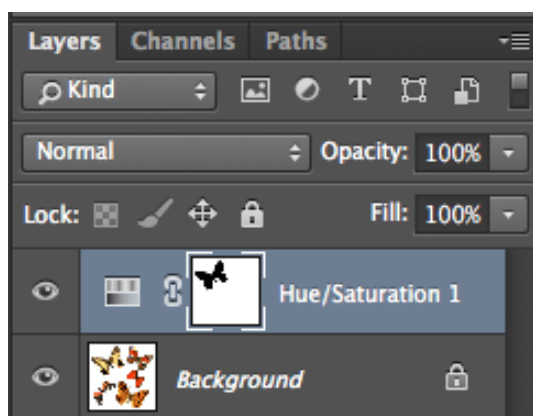 Layers Channels Paths
Kind
Normal Opacity: 100%
Lock: Fill: 100%
Hue/Saturation 1
Background